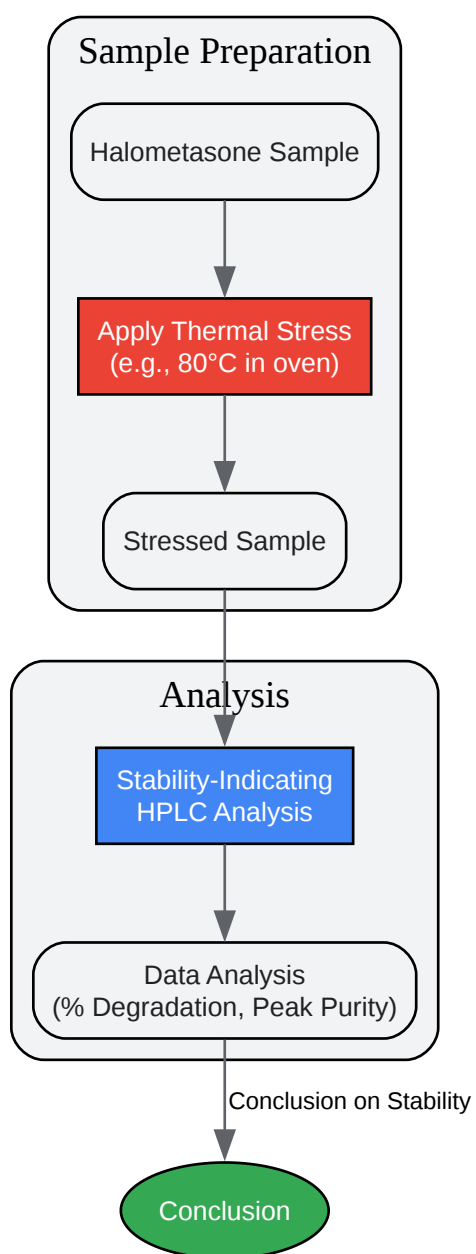 Sample Preparation
Halometasone Sample
Apply Thermal Stress
(e.g., 80°C in oven)
Stressed Sample
Analysis
Stability-Indicating
HPLC Analysis
Data Analysis
(% Degradation, Peak Purity)
Conclusion on Stability
Conclusion